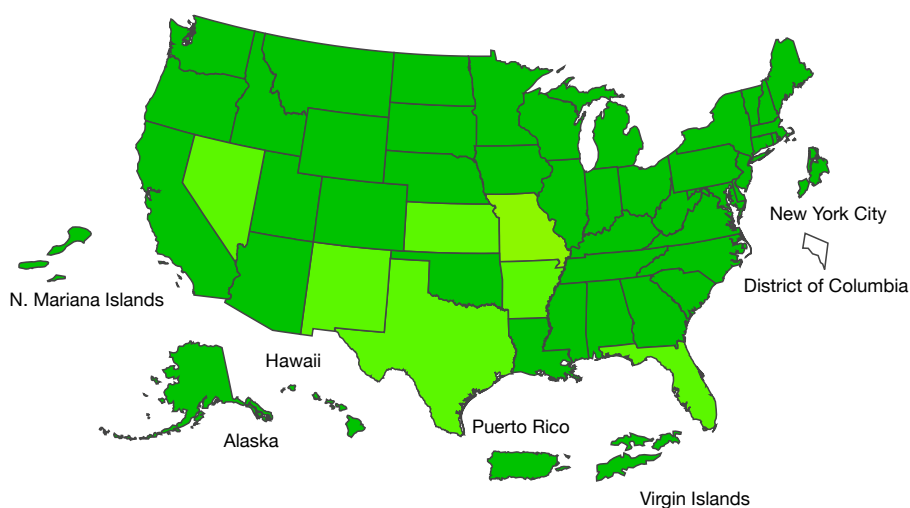 New York City
District of Columbia
N. Mariana Islands
Hawaii
Alaska
Puerto Rico
Virgin Islands